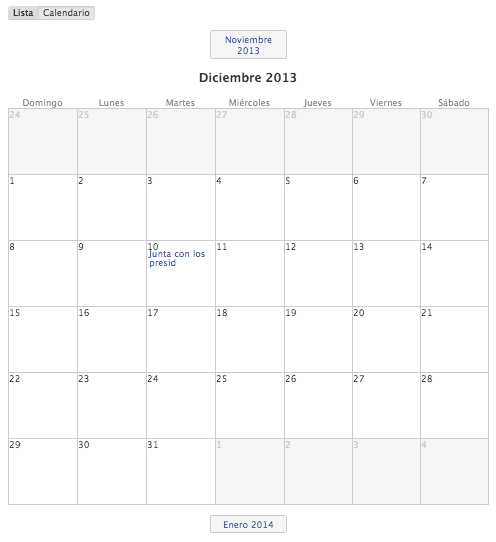 Lista Calendario
Noviembre
2013
Diciembre 2013
Domingo Lunes Martes Miércoles Jueves Viernes Sábado
24 25 26 27 28 29 30
1 2 3 4 5 6 7
8 9 10 11 12 13 14
Junta con los
presid
15 16 17 18 19 20 21
22 23 24 25 26 27 28
29 30 31 1 2 3 4
Enero 2014